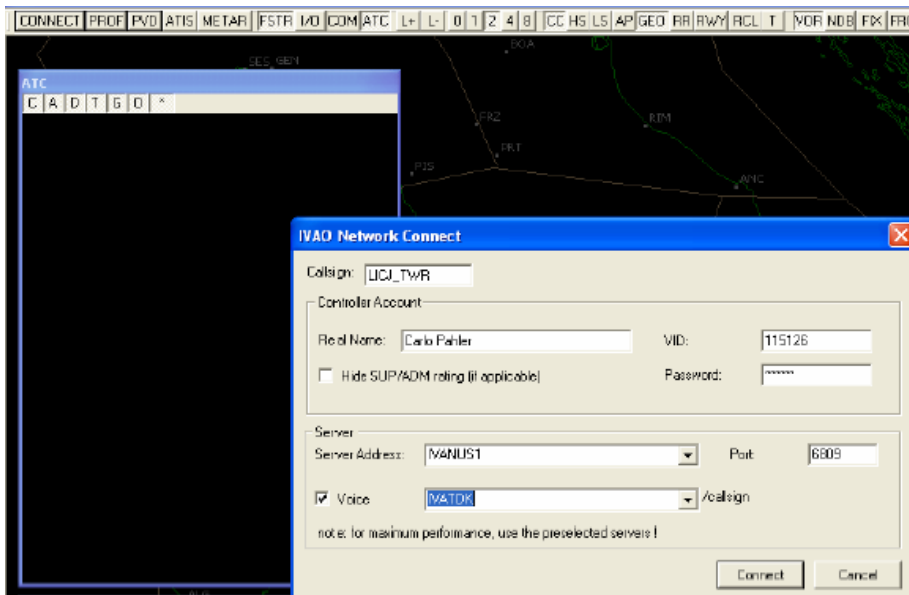 CONNECT PROF PVD ATIS METAR FSTR I/O COM ATC L+ L- 0 1 2 4 8 CC HS LS AP GEO RR RWY RCL T VOR NDB FIX
BOA
SES GEN
ATC
C A D T G O *
FRZ
RIM
PRT
PIS
ANC
IVAO Network Connect
Callsign: LICJ_TWR
Controller Account
Real Name: Carlo Pahler VID: 115126
Hide SUP/ADM rating (if applicable) Password: ******
Server
Server Address: IVANUS1 Port: 6809
Voice IVATDK /callsign
note: for maximum performance, use the preselected servers !
Connect Cancel